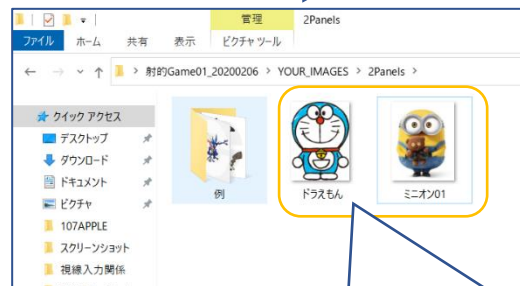 管理
2Panels
ファイル
ホーム
共有
表示
ピクチャ ツール
射的Game01_20200206 > YOUR_IMAGES > 2Panels >
クイック アクセス
デスクトップ
ダウンロード
ドキュメント
ピクチャ
107APPLE
スクリーンショット
視線入力関係
例
ドラえもん
ミニオン01